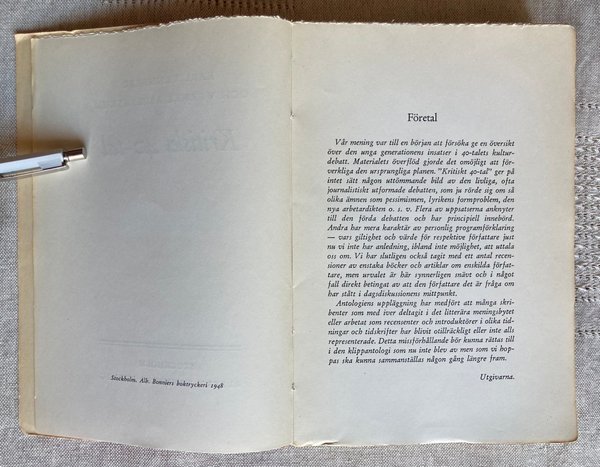 Stockholm. Alb. Bonniers boktryckeri 1948
Företal
Vår mening var till en början att försöka ge en översikt
över den unga generationens insatser i 40-talets kultur-
debatt. Materialets överflöd gjorde det omöjligt att för-
verkliga den ursprungliga planen. "Kritiskt 40-tal" ger på
intet sätt någon uttömmande bild av den livliga, ofta
journalistiskt utformade debatten, som ju rörde sig om så
olika ämnen som pessimismen, lyrikens formproblem, den
nya arbetardikten o. s. v. Flera av uppsatserna anknyter
till den förda debatten och har principiell innebörd.
Andra har mera karaktär av personlig programförklaring
— vars giltighet och värde för respektive författare just
nu vi inte har anledning, ibland inte möjlighet, att uttala
oss om. Vi har slutligen också tagit med ett antal recen-
sioner av enstaka böcker och artiklar om enskilda förfat-
tare, men urvalet är här synnerligen snävt och i något
fall direkt betingat av att den författare det är fråga om
har stått i dagsdiskussionens mittpunkt.
Antologiens uppläggning har medfört att många skri-
benter som med iver deltagit i det litterära meningsbytet
eller arbetat som recensenter och introduktörer i olika tid-
ningar och tidskrifter har blivit otillräckligt eller inte alls
representerade. Detta missförhållande bör kunna rättas till
i den klippantologi som nu inte blev av men som vi hop-
pas ska kunna sammanställas någon gång längre fram.
Utgivarna.